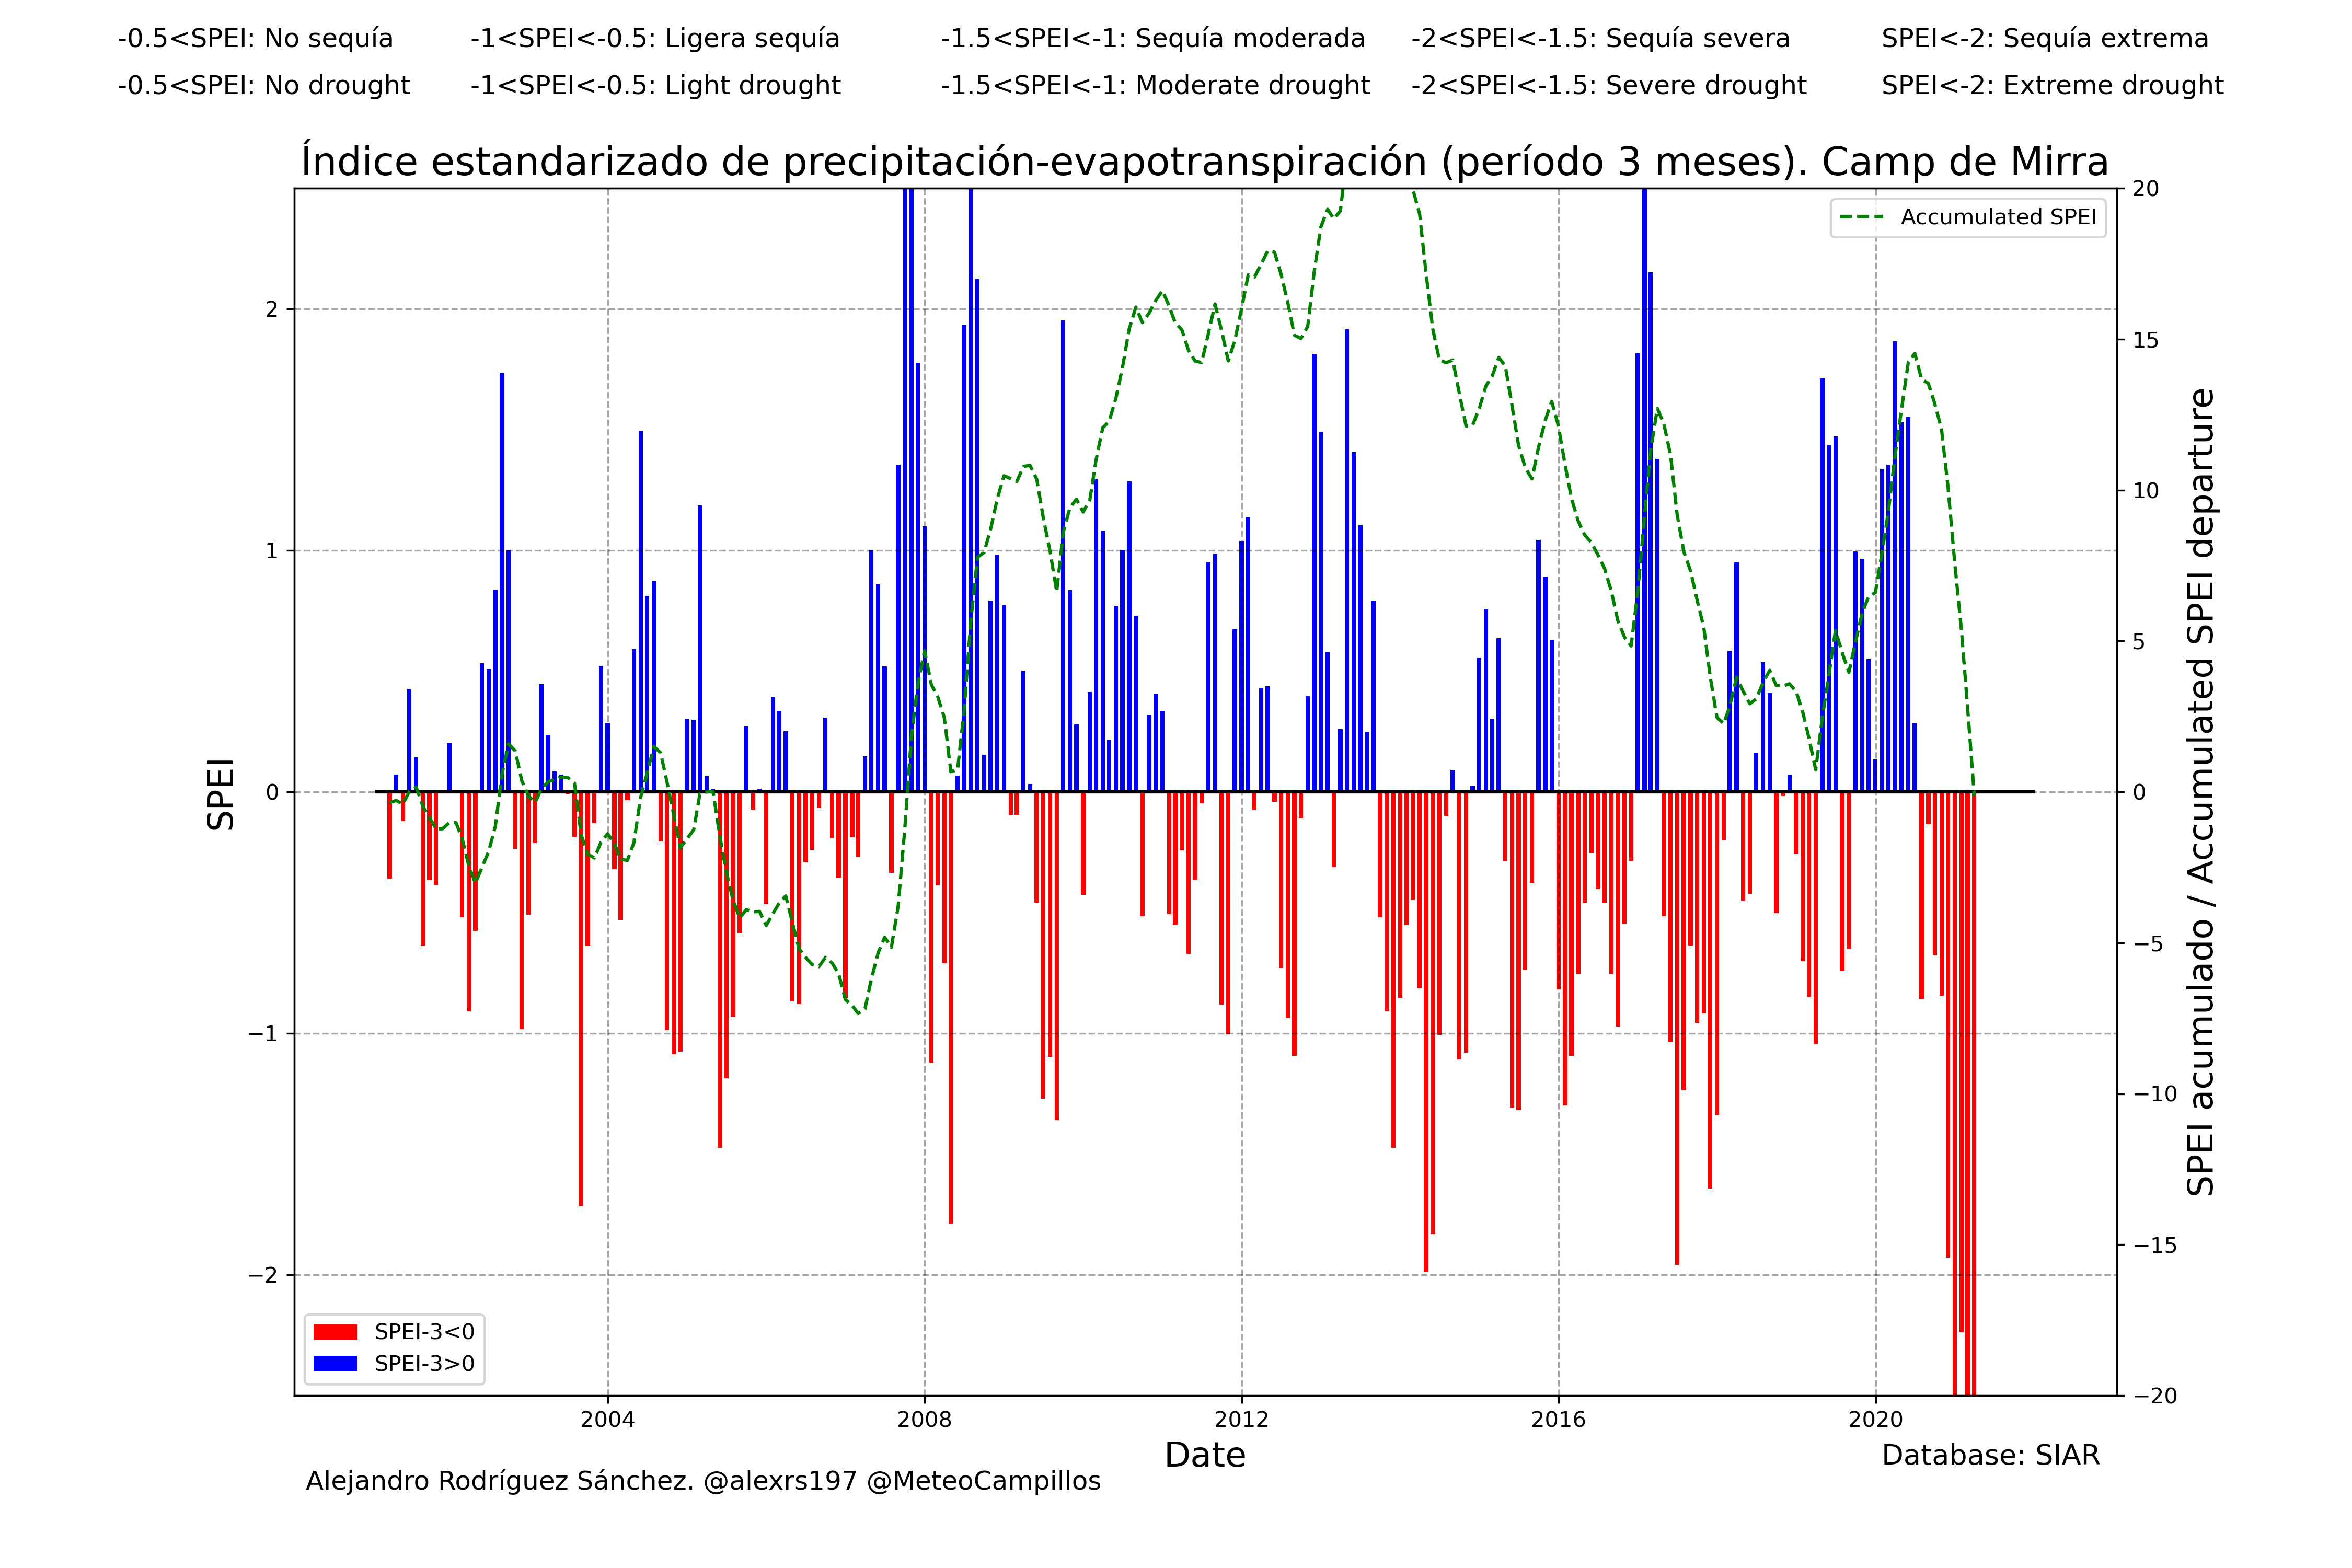 -0.5<SPEI: No sequía -1<SPEI<-0.5: Ligera sequía -1.5<SPEI<-1: Sequía moderada -2<SPEI<-1.5: Sequía severa SPEI<-2: Sequía extrema
-0.5<SPEI: No drought -1<SPEI<-0.5: Light drought -1.5<SPEI<-1: Moderate drought -2<SPEI<-1.5: Severe drought SPEI<-2: Extreme drought
Índice estandarizado de precipitación-evapotranspiración (período 3 meses). Camp de Mirra
Accumulated SPEI
SPEI
2
1
0
−1
−2
20
15
10
5
0
−5
−10
−15
−20
SPEI acumulado / Accumulated SPEI departure
SPEI-3<0
SPEI-3>0
2004 2008 2012 2016 2020
Date
Database: SIAR
Alejandro Rodríguez Sánchez. @alexrs197 @MeteoCampillos